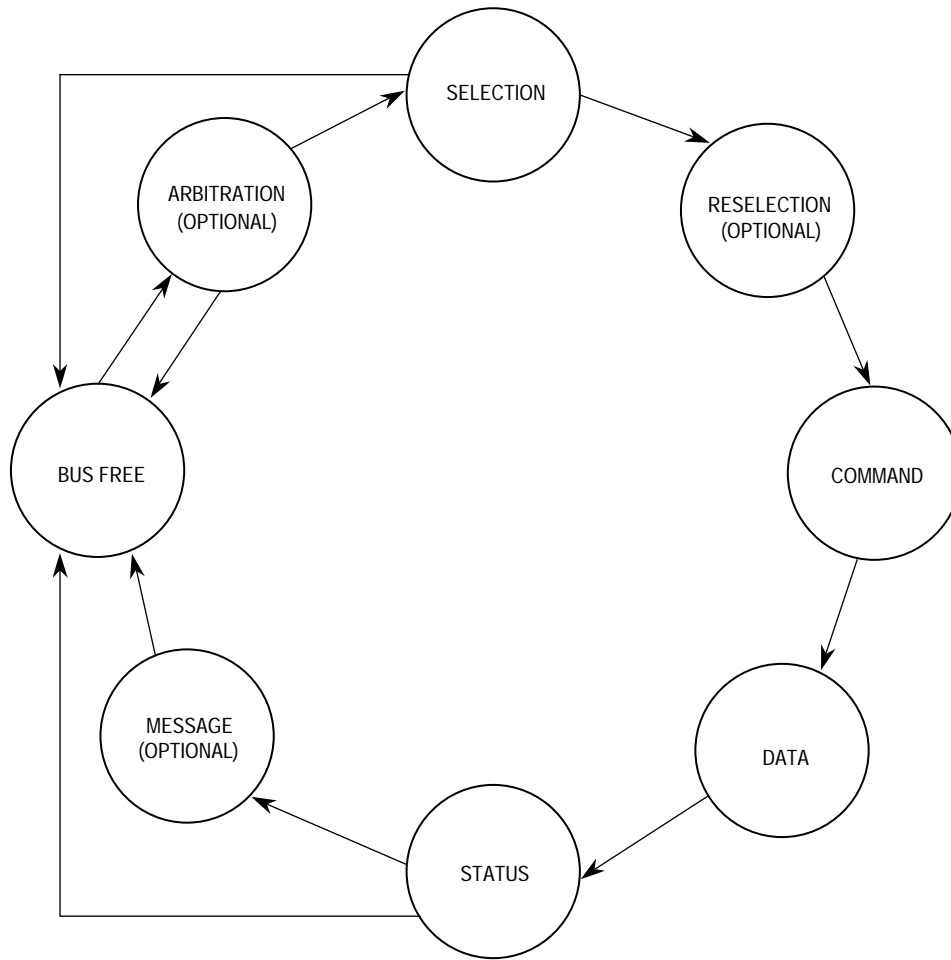 SELECTION
ARBITRATION
(OPTIONAL)
RESELECTION
(OPTIONAL)
BUS FREE
COMMAND
MESSAGE
(OPTIONAL)
DATA
STATUS